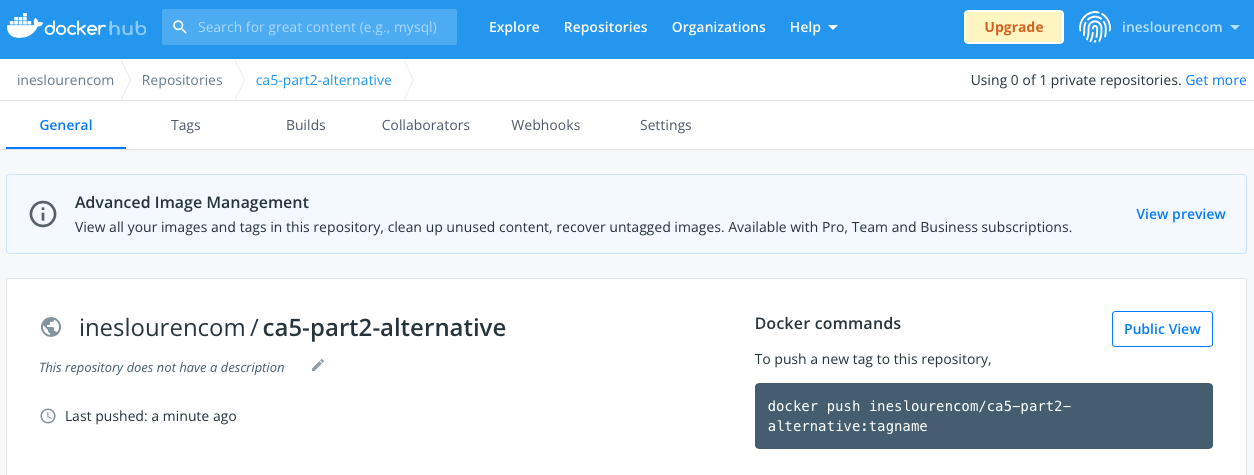 dockerhub Search for great content (e.g., mysql) Explore Repositories Organizations Help Upgrade ineslourencom
ineslourencom Repositories ca5-part2-alternative Using 0 of 1 private repositories. Get more
General Tags Builds Collaborators Webhooks Settings
Advanced Image Management
View all your images and tags in this repository, clean up unused content, recover untagged images. Available with Pro, Team and Business subscriptions.
View preview
ineslourencom / ca5-part2-alternative
This repository does not have a description
Last pushed: a minute ago
Docker commands
Public View
To push a new tag to this repository,
docker push ineslourencom/ca5-part2-
alternative:tagname